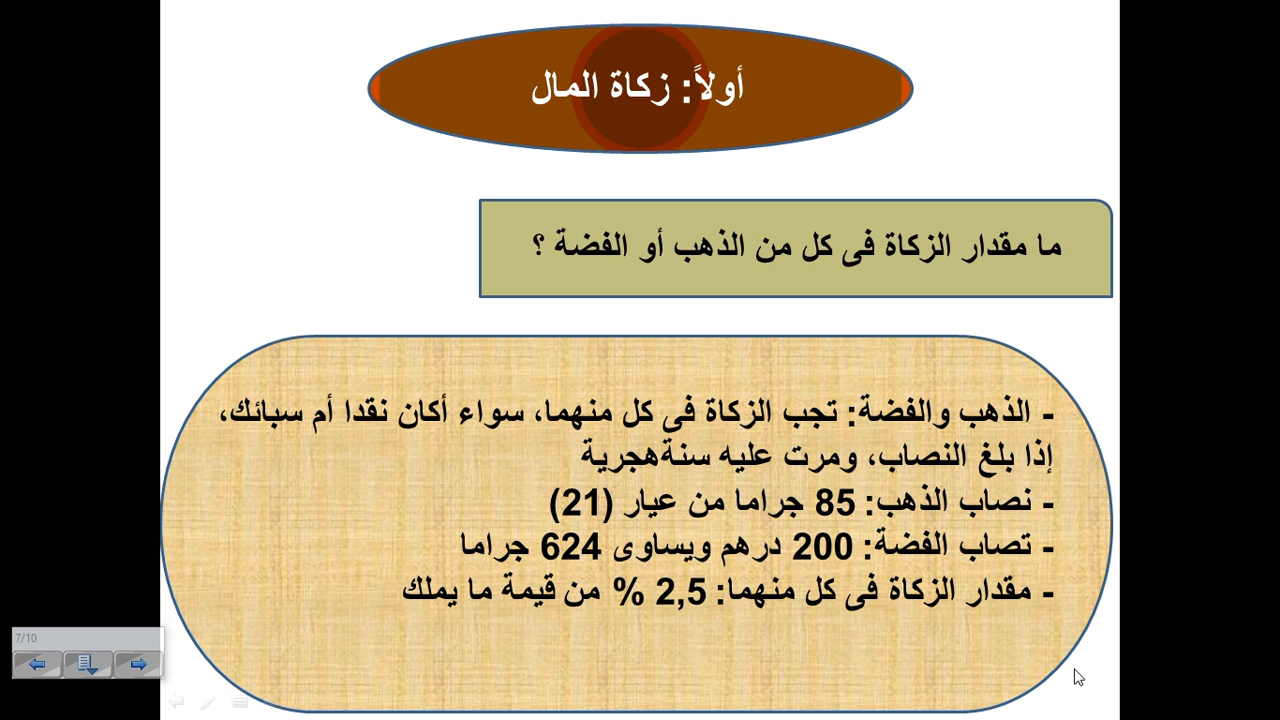 أولاً: زكاة المال
ما مقدار الزكاة فى كل من الذهب أو الفضة ؟
- الذهب والفضة: تجب الزكاة فى كل منهما، سواء أكان نقدا أم سبائك،
إذا بلغ النصاب، ومرت عليه سنةهجرية
- نصاب الذهب: 85 جراما من عيار (21)
- تصاب الفضة: 200 درهم ويساوى 624 جراما
- مقدار الزكاة فى كل منهما: 2,5 % من قيمة ما يملك
7/10